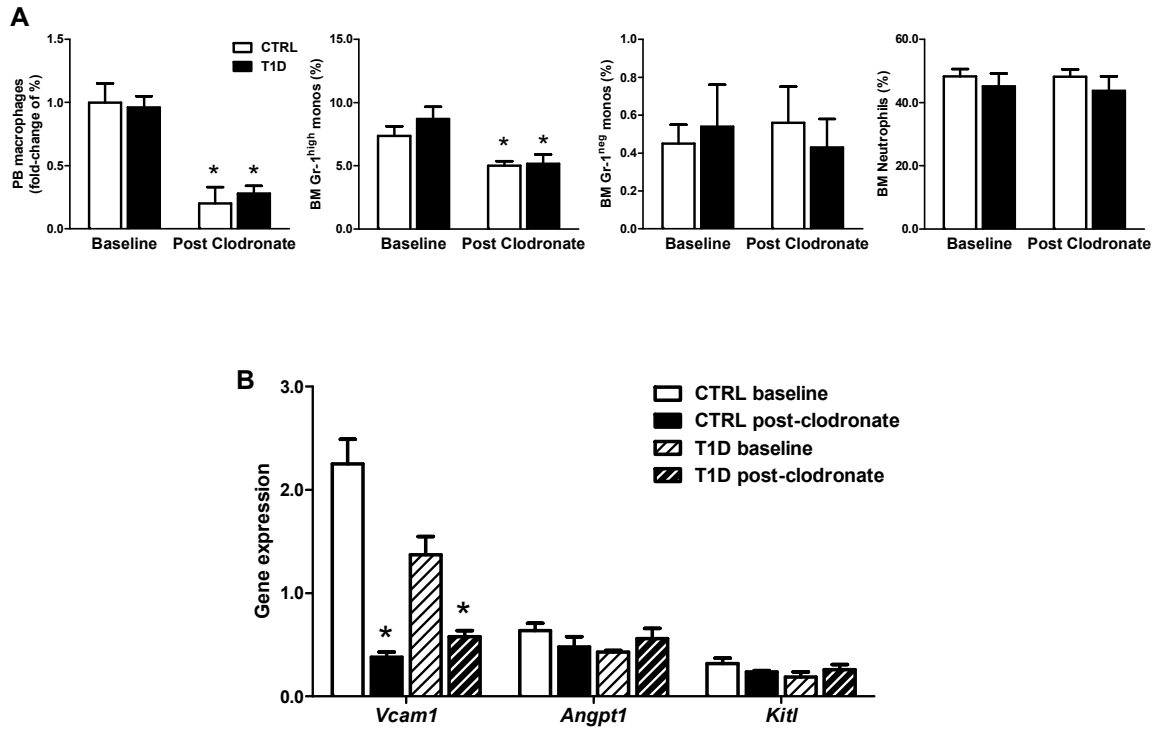 A
PB macrophages
(fold-change of %)
1.5
1.0
0.5
0.0
CTRL
T1D
* *
Baseline Post Clodronate
BM Gr-1high monos (%)
15.0
10.0
5.0
0.0
* *
Baseline Post Clodronate
BM Gr-1neg monos (%)
1.0
0.8
0.6
0.4
0.2
0.0
Baseline Post Clodronate
BM Neutrophils (%)
60.0
40.0
20.0
0.0
Baseline Post Clodronate
B
Gene expression
3.0
2.0
1.0
0.0
CTRL baseline
CTRL post-clodronate
T1D baseline
T1D post-clodronate
* *
Vcam1 Angpt1 Kitl